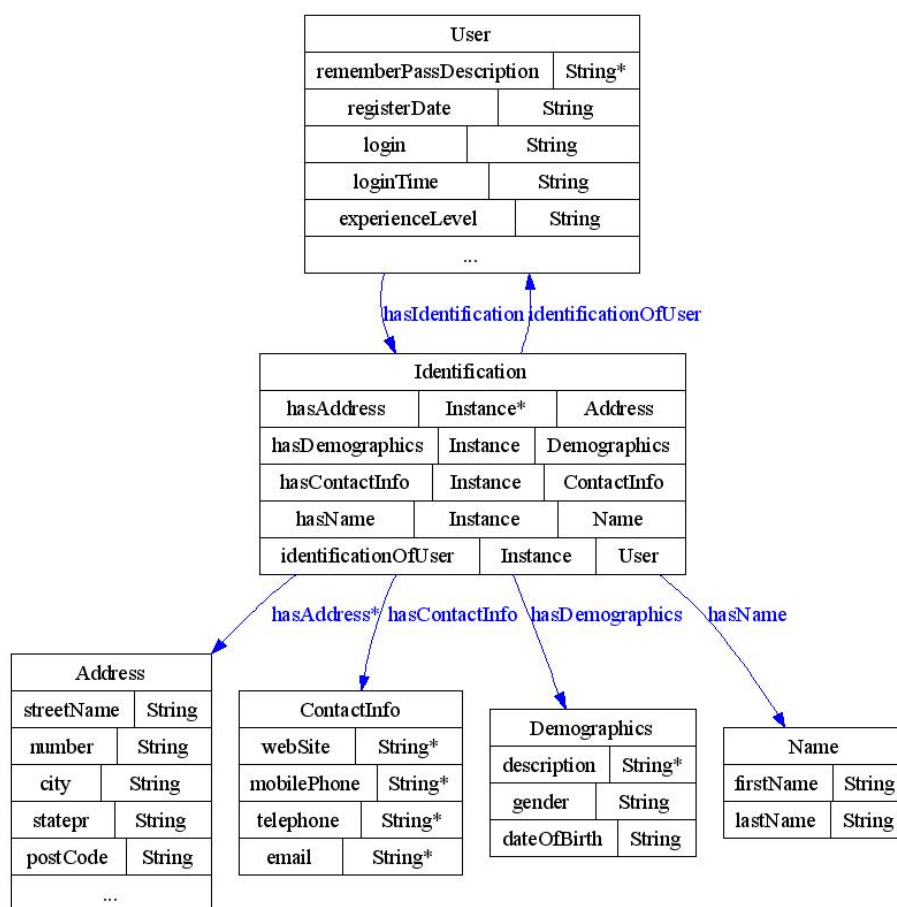 User
rememberPassDescription String*
registerDate String
login String
loginTime String
experienceLevel String
...
hasIdentification identificationOfUser
Identification
hasAddress Instance* Address
hasDemographics Instance Demographics
hasContactInfo Instance ContactInfo
hasName Instance Name
identificationOfUser Instance User
hasAddress* hasContactInfo hasDemographics hasName
Address
streetName String
number String
city String
statepr String
postCode String
...
ContactInfo
webSite String*
mobilePhone String*
telephone String*
email String*
Demographics
description String*
gender String
dateOfBirth String
Name
firstName String
lastName String